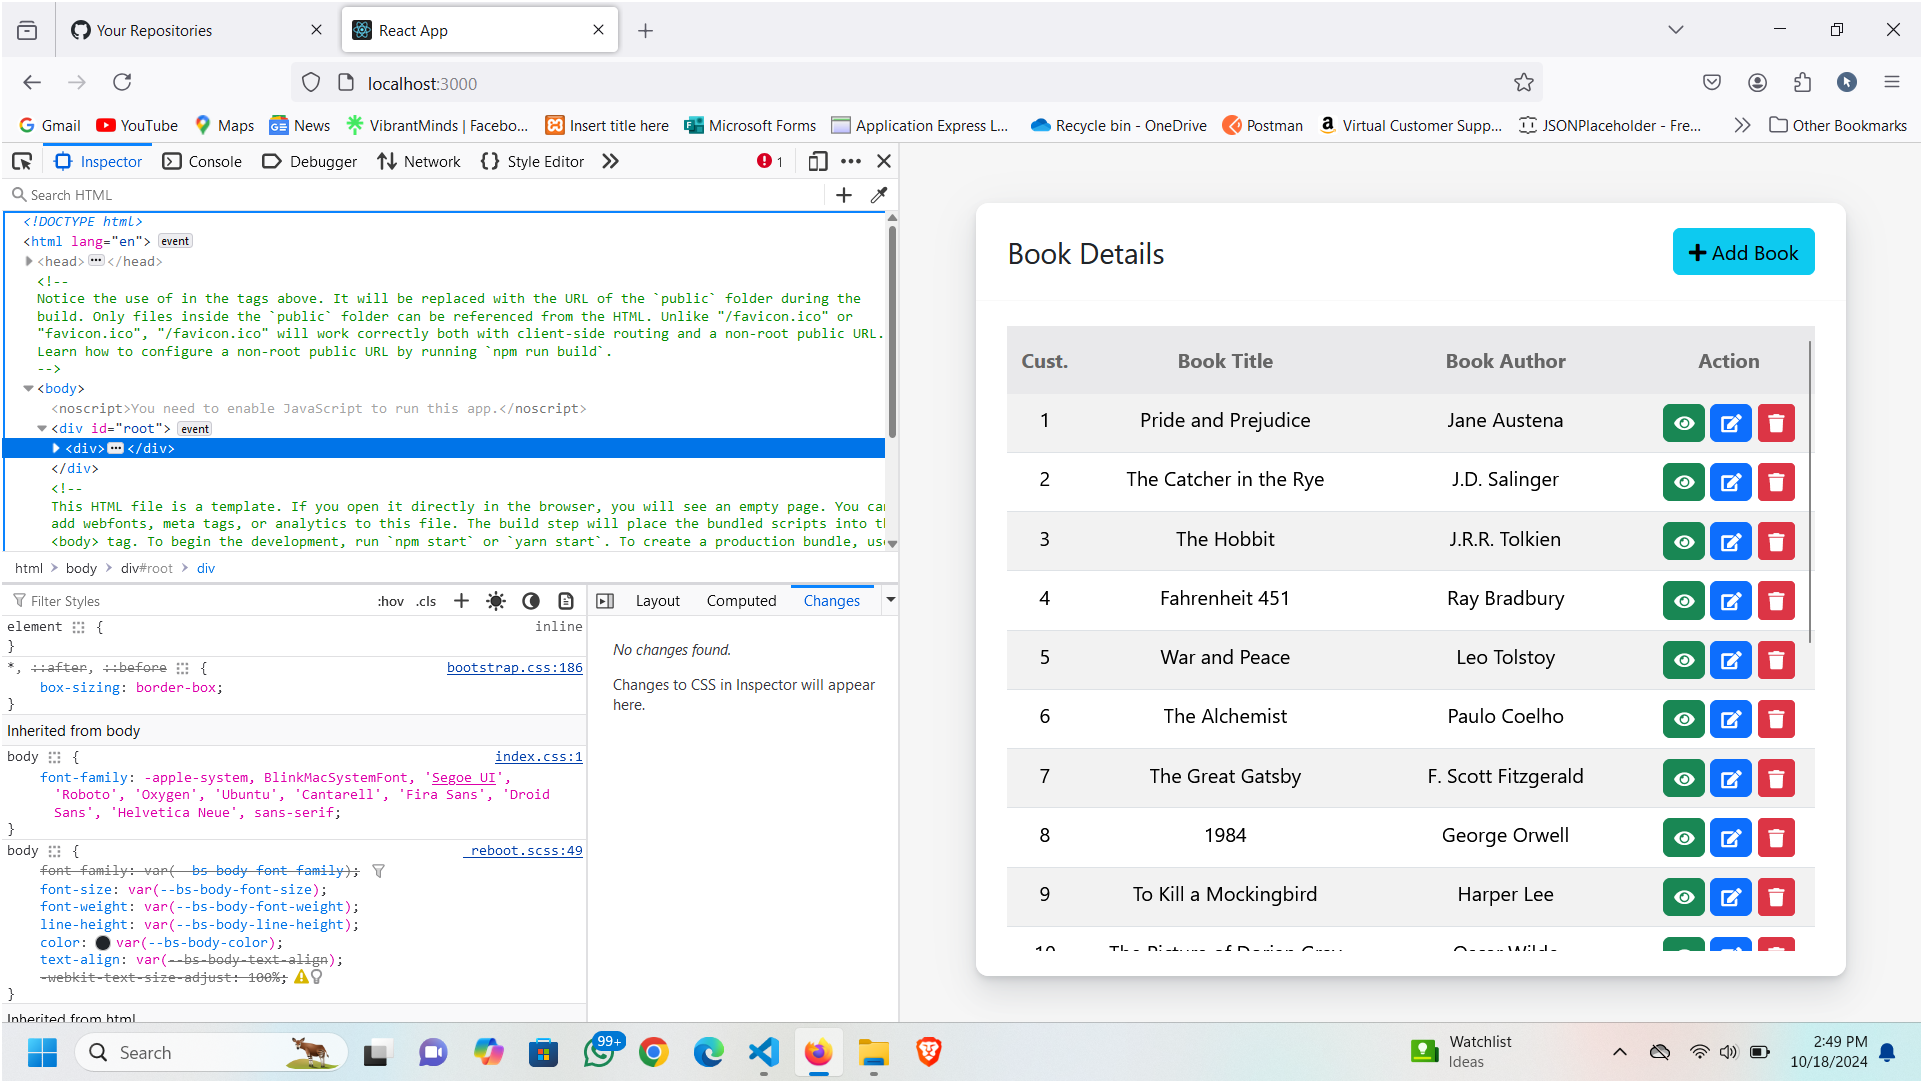 Your Repositories
React App
localhost:3000
Gmail
YouTube
Maps
News
VibrantMinds | Facebo...
Insert title here
Microsoft Forms
Application Express L...
Recycle bin - OneDrive
Postman
Virtual Customer Supp...
JSONPlaceholder - Fre...
Other Bookmarks
Inspector
Console
Debugger
Network
Style Editor
1
Search HTML
<!DOCTYPE html>
<html lang="en"> event
<head> ••• </head>
<!--
Notice the use of in the tags above. It will be replaced with the URL of the `public` folder during the
build. Only files inside the `public` folder can be referenced from the HTML. Unlike "/favicon.ico" or
"favicon.ico", "/favicon.ico" will work correctly both with client-side routing and a non-root public URL.
Learn how to configure a non-root public URL by running `npm run build`.
-->
<body>
<noscript>You need to enable JavaScript to run this app.</noscript>
<div id="root"> event
<div> ••• </div>
</div>
<!--
This HTML file is a template. If you open it directly in the browser, you will see an empty page. You can
add webfonts, meta tags, or analytics to this file. The build step will place the bundled scripts into th
<body> tag. To begin the development, run `npm start` or `yarn start`. To create a production bundle, use
html > body > div#root > div
Filter Styles
:hov .cls
element { inline
}
*, ::after, ::before { bootstrap.css:186
box-sizing: border-box;
}
Inherited from body
body { index.css:1
font-family: -apple-system, BlinkMacSystemFont, 'Segoe UI',
'Roboto', 'Oxygen', 'Ubuntu', 'Cantarell', 'Fira Sans', 'Droid
Sans', 'Helvetica Neue', sans-serif;
}
body { _reboot.scss:49
font-family: var(--bs-body-font-family);
font-size: var(--bs-body-font-size);
font-weight: var(--bs-body-font-weight);
line-height: var(--bs-body-line-height);
color: var(--bs-body-color);
text-align: var(--bs-body-text-align);
-webkit-text-size-adjust: 100%;
}
Inherited from html
Layout
Computed
Changes
No changes found.
Changes to CSS in Inspector will appear
here.
Book Details
Add Book
Cust. Book Title Book Author Action
1 Pride and Prejudice Jane Austena
2 The Catcher in the Rye J.D. Salinger
3 The Hobbit J.R.R. Tolkien
4 Fahrenheit 451 Ray Bradbury
5 War and Peace Leo Tolstoy
6 The Alchemist Paulo Coelho
7 The Great Gatsby F. Scott Fitzgerald
8 1984 George Orwell
9 To Kill a Mockingbird Harper Lee
10 The Picture of Dorian Gray Oscar Wilde
Search
99+
Watchlist
Ideas
2:49 PM
10/18/2024